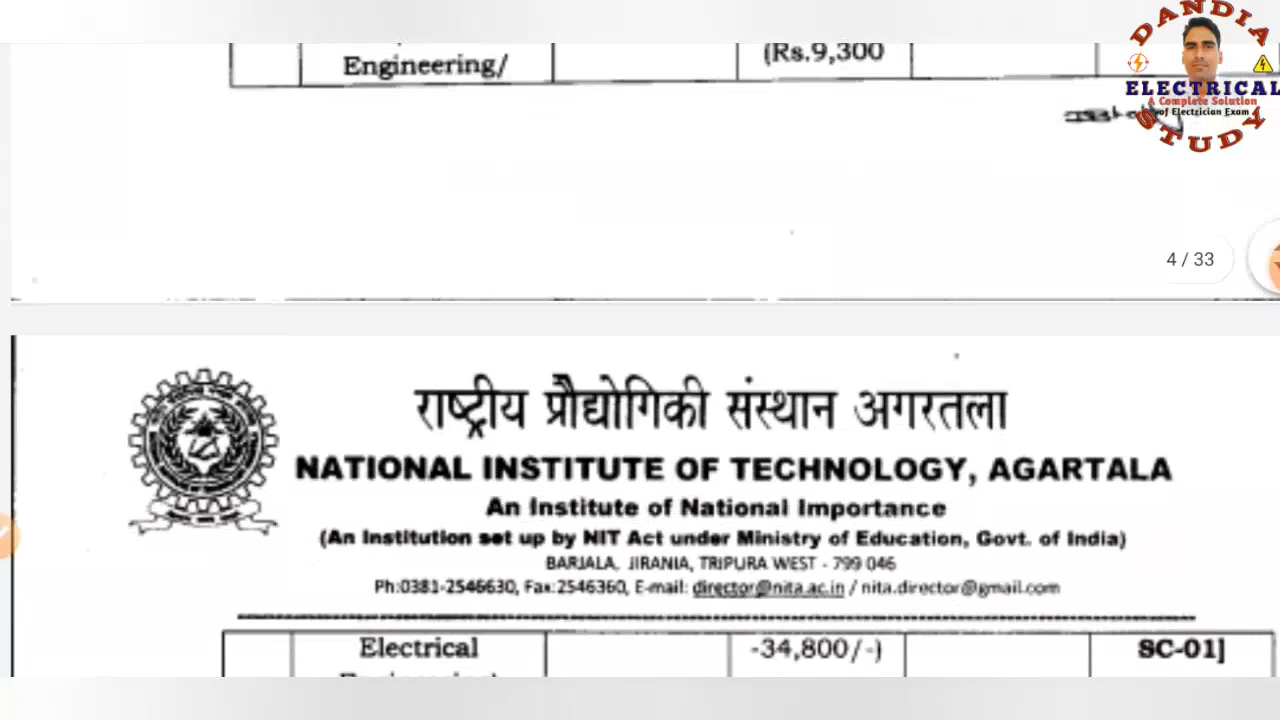 DANDIA
ELECTRICAL
A Complete Solution
of Electrician Exam
STUDY
Engineering/
(Rs.9,300
4 / 33
राष्ट्रीय प्रौद्योगिकी संस्थान अगरतला
NATIONAL INSTITUTE OF TECHNOLOGY, AGARTALA
An Institute of National Importance
(An Institution set up by NIT Act under Ministry of Education, Govt. of India)
BARJALA, JIRANIA, TRIPURA WEST - 799 046
Ph:0381-2546630, Fax:2546360, E-mail: director@nita.ac.in / nita.director@gmail.com
Electrical
-34,800/-)
SC-01]